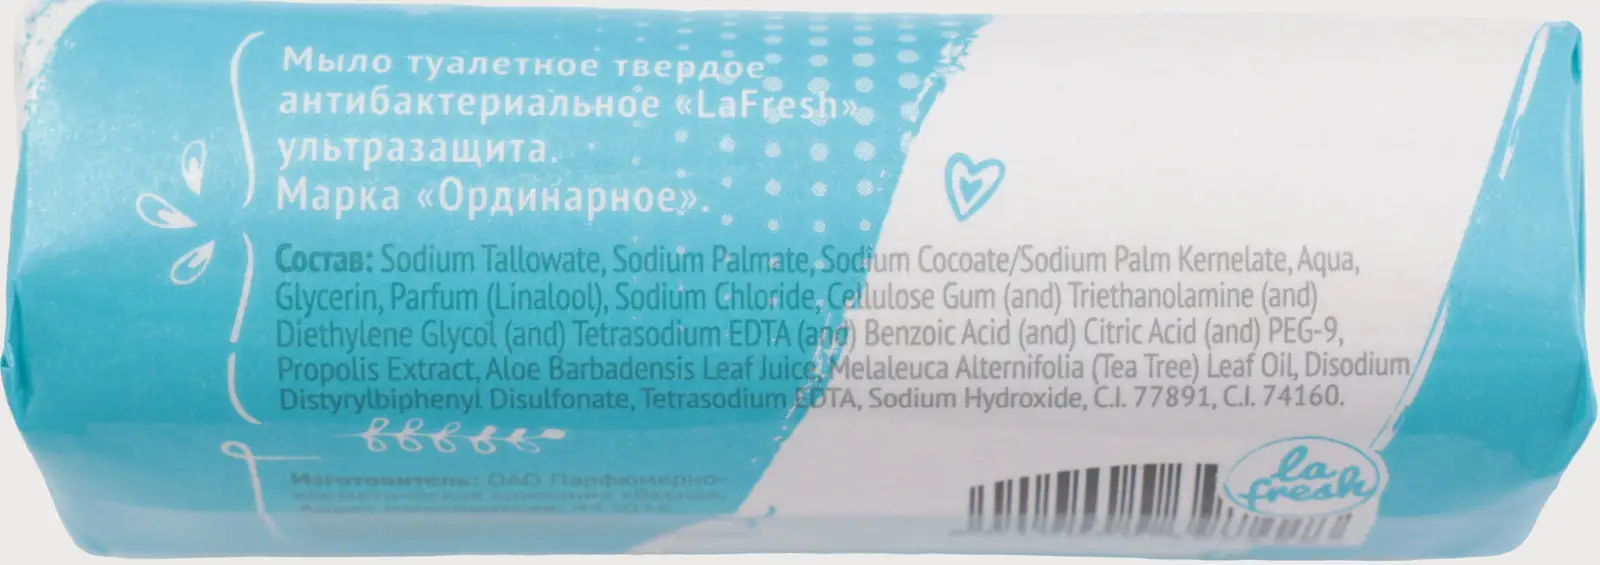 Мыло туалетное твердое
антибактериальное «LaFresh»
ультразащита.
Марка «Ординарное».
Состав: Sodium Tallowate, Sodium Palmate, Sodium Cocoate/Sodium Palm Kernelate, Aqua,
Glycerin, Parfum (Linalool), Sodium Chloride, Cellulose Gum (and) Triethanolamine (and)
Diethylene Glycol (and) Tetrasodium EDTA (and) Benzoic Acid (and) Citric Acid (and) PEG-9,
Propolis Extract, Aloe Barbadensis Leaf Juice, Melaleuca Alternifolia (Tea Tree) Leaf Oil, Disodium
Distyrylbiphenyl Disulfonate, Tetrasodium EDTA, Sodium Hydroxide, C.I. 77891, C.I. 74160.
Изготовитель: ОАО Парфюмерно-
косметическая компания «Весна».
la
fresh